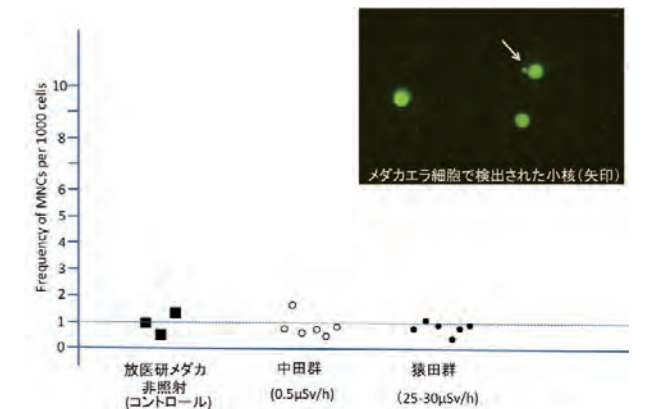 Frequency of MNCs per 1000 cells
10
8
6
5
4
3
2
1
0
メダカエラ細胞で検出された小核(矢印)
放医研メダカ
非照射
(コントロール)
中田群
(0.5μSv/h)
猿田群
(25-30μSv/h)